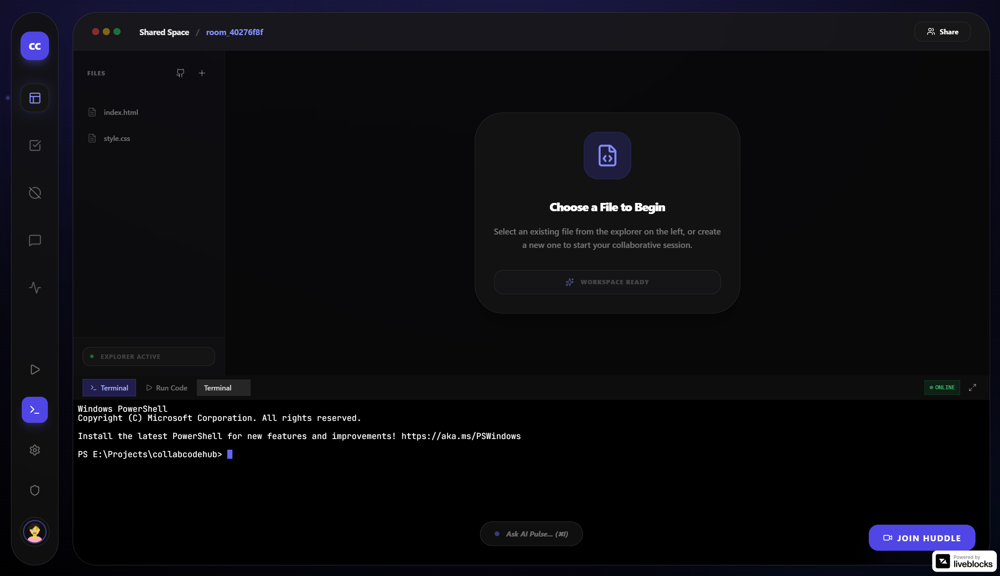 CC
Shared Space / room_40276f8f
Share
FILES
index.html
style.css
Choose a File to Begin
Select an existing file from the explorer on the left, or create
a new one to start your collaborative session.
WORKSPACE READY
EXPLORER ACTIVE
Terminal
Run Code
Terminal
ONLINE
Windows PowerShell
Copyright (C) Microsoft Corporation. All rights reserved.
Install the latest PowerShell for new features and improvements! https://aka.ms/PSWindows
PS E:\Projects\collabcodehub>
Ask AI Pulse... (⌘I)
JOIN HUDDLE
Powered by
liveblocks